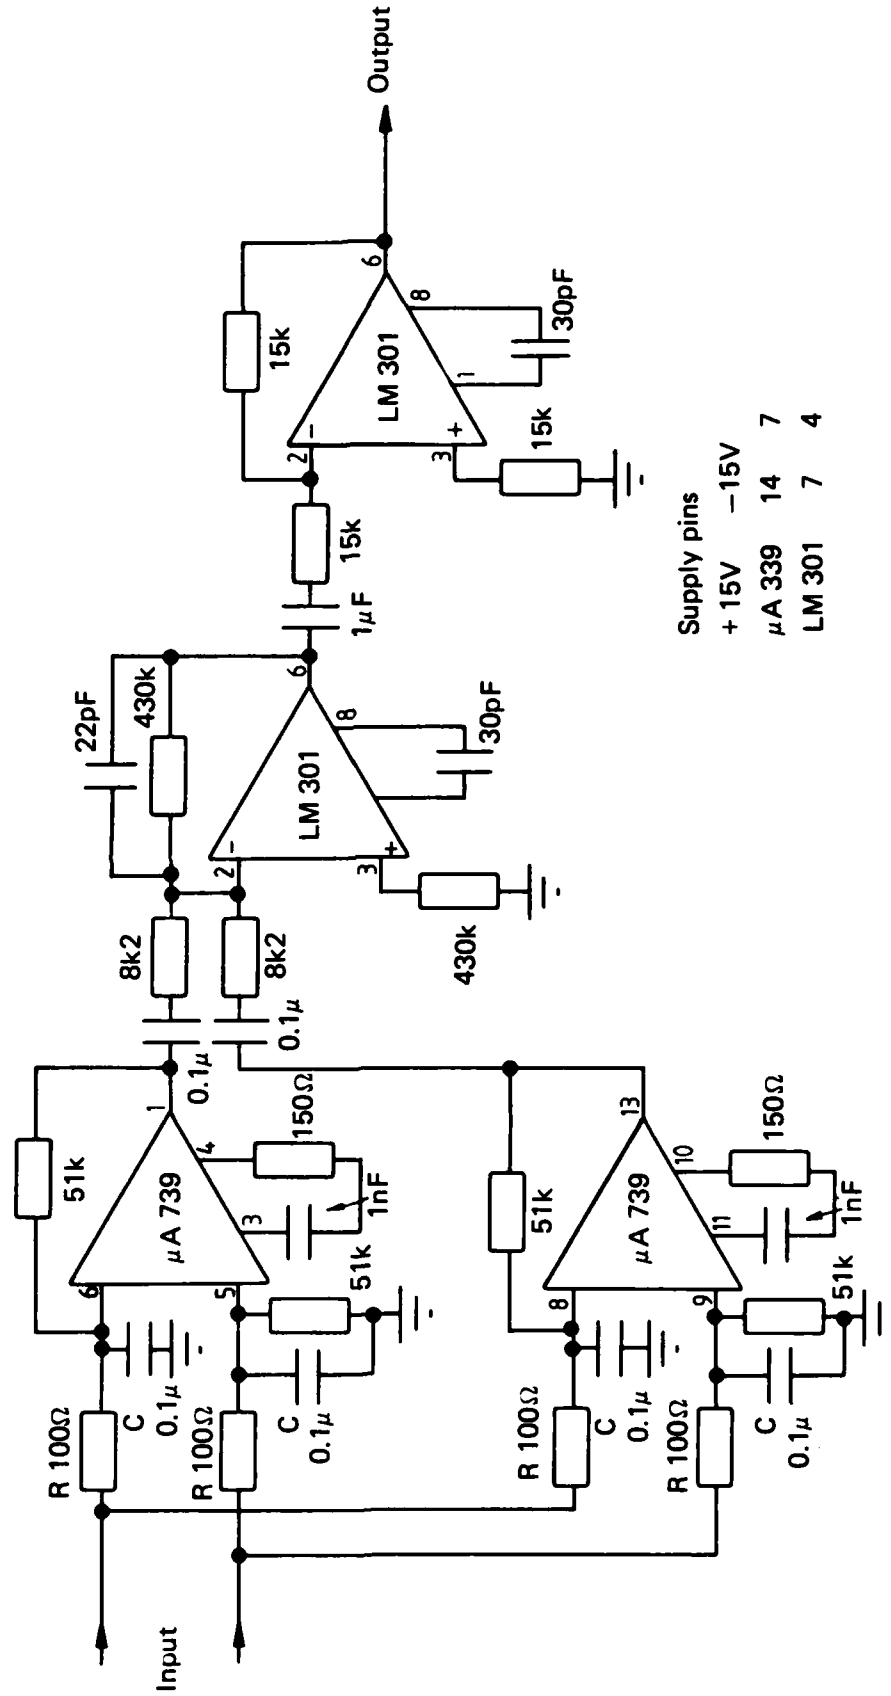 Input
R 100Ω
C
0.1μ
R 100Ω
C
0.1μ
6
5
μA 739
51k
1
4
3
150Ω
1nF
51k
R 100Ω
C
0.1μ
R 100Ω
C
0.1μ
8
9
μA 739
51k
13
10
11
150Ω
1nF
51k
0.1μ
0.1μ
8k2
8k2
22pF
430k
2
−
3
+
LM 301
6
8
30pF
430k
1μF
15k
15k
2
−
3
+
LM 301
6
8
1
30pF
15k
Output
Supply pins
+15V −15V
μA 339 14 7
LM 301 7 4